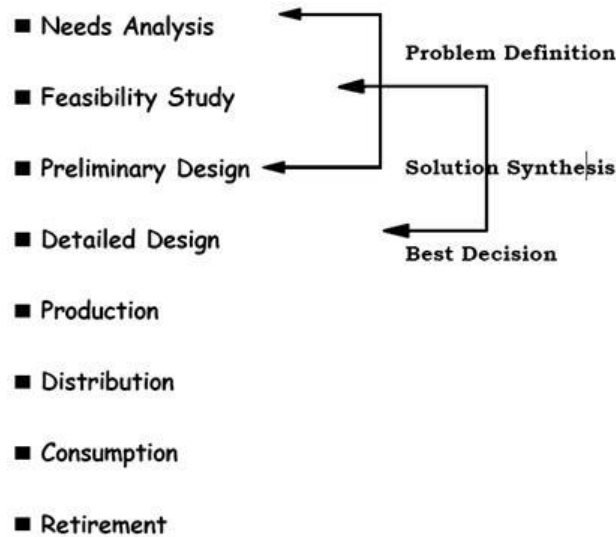 ■ Needs Analysis
Problem Definition
■ Feasibility Study
■ Preliminary Design
Solution Synthesis
■ Detailed Design
Best Decision
■ Production
■ Distribution
■ Consumption
■ Retirement